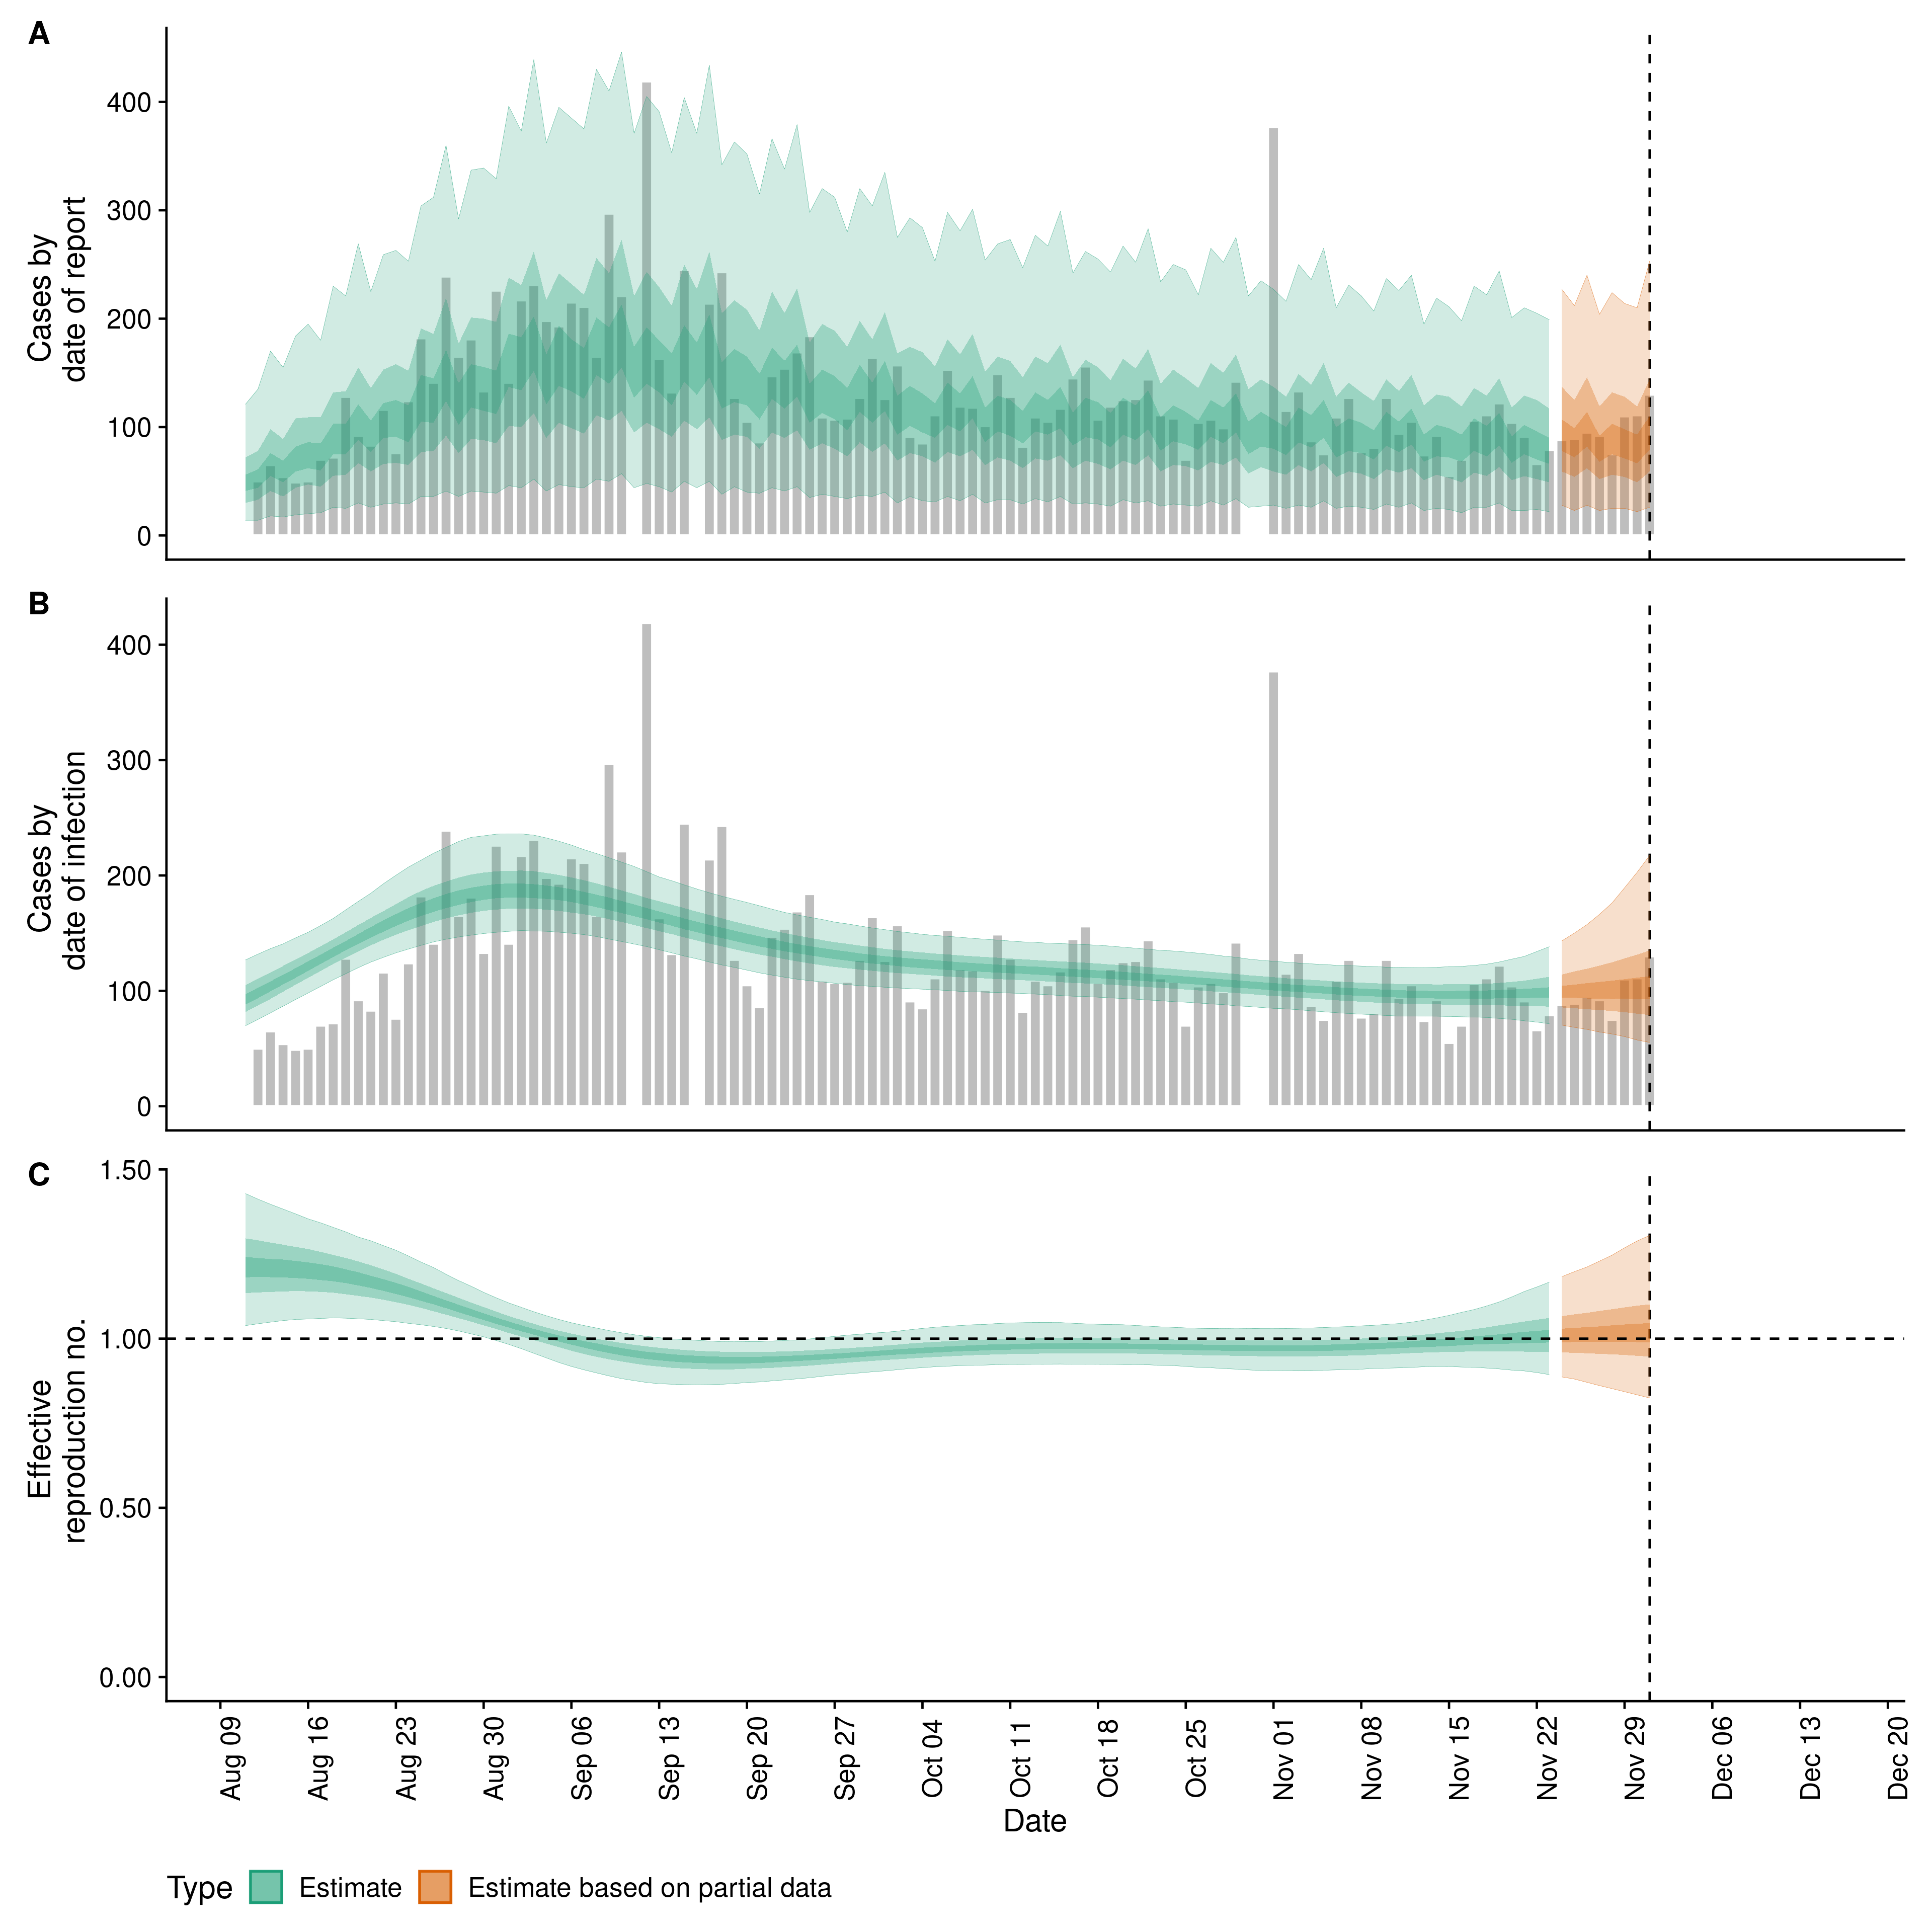 A
Cases by
date of report
400
300
200
100
0
B
Cases by
date of infection
400
300
200
100
0
C
Effective
reproduction no.
1.50
1.00
0.50
0.00
Aug 09
Aug 16
Aug 23
Aug 30
Sep 06
Sep 13
Sep 20
Sep 27
Oct 04
Oct 11
Oct 18
Oct 25
Nov 01
Nov 08
Nov 15
Nov 22
Nov 29
Dec 06
Dec 13
Dec 20
Date
Type Estimate Estimate based on partial data